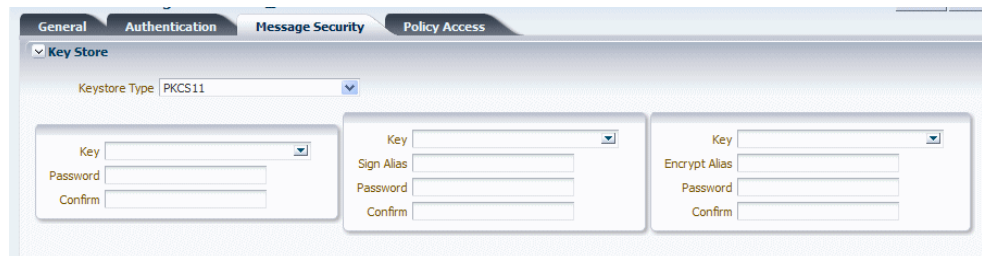 General Authentication Message Security Policy Access
Key Store
Keystore Type PKCS11
Key
Password
Confirm
Key
Sign Alias
Password
Confirm
Key
Encrypt Alias
Password
Confirm